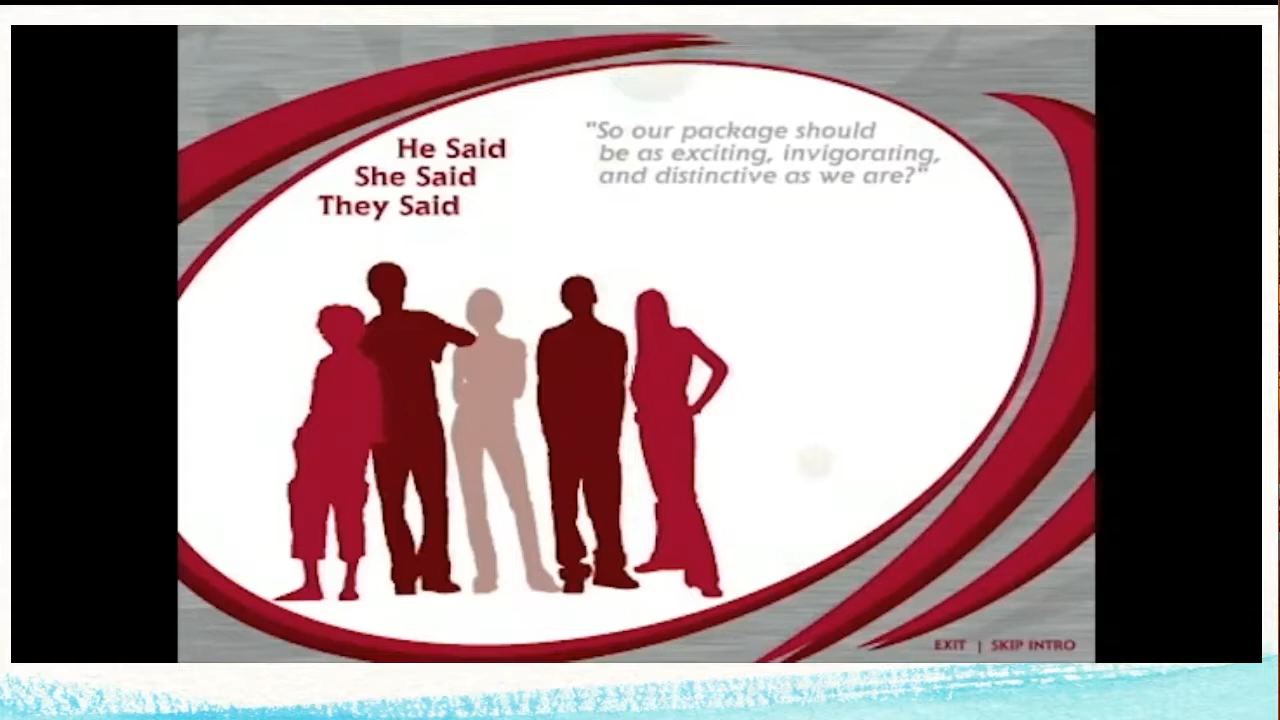 He Said
She Said
They Said
"So our package should
be as exciting, invigorating,
and distinctive as we are?"
EXIT | SKIP INTRO